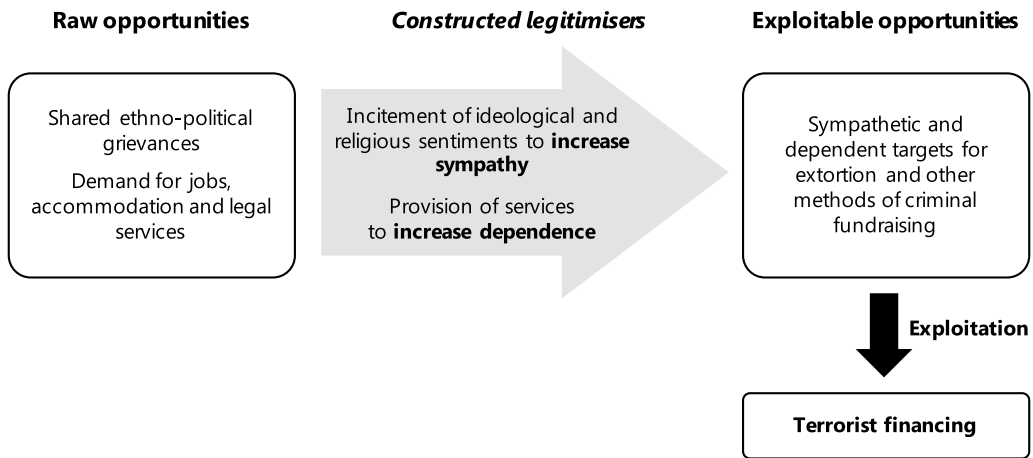 Raw opportunities
Constructed legitimisers
Exploitable opportunities
Shared ethno-political
grievances
Demand for jobs,
accommodation and legal
services
Incitement of ideological and
religious sentiments to increase
sympathy
Provision of services
to increase dependence
Sympathetic and
dependent targets for
extortion and other
methods of criminal
fundraising
Exploitation
Terrorist financing